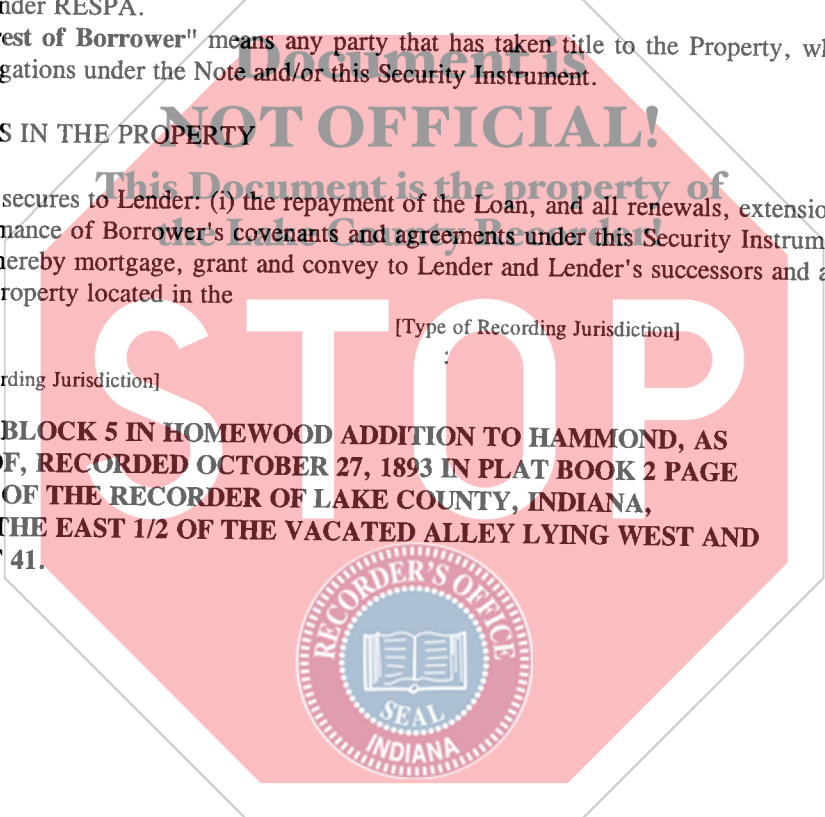 nder RESPA.
est of Borrower" means any party that has taken title to the Property, wh
gations under the Note and/or this Security Instrument.
Document is
NOT OFFICIAL!
S IN THE PROPERTY
This Document is the property of
the Lake County Recorder!
secures to Lender: (i) the repayment of the Loan, and all renewals, extensio
nance of Borrower's covenants and agreements under this Security Instrum
ereby mortgage, grant and convey to Lender and Lender's successors and a
roperty located in the
[Type of Recording Jurisdiction]
:
rding Jurisdiction]
STOP
BLOCK 5 IN HOMEWOOD ADDITION TO HAMMOND, AS
F, RECORDED OCTOBER 27, 1893 IN PLAT BOOK 2 PAGE
OF THE RECORDER OF LAKE COUNTY, INDIANA,
THE EAST 1/2 OF THE VACATED ALLEY LYING WEST AND
41.
RECORDER'S OFFICE
SEAL
INDIANA